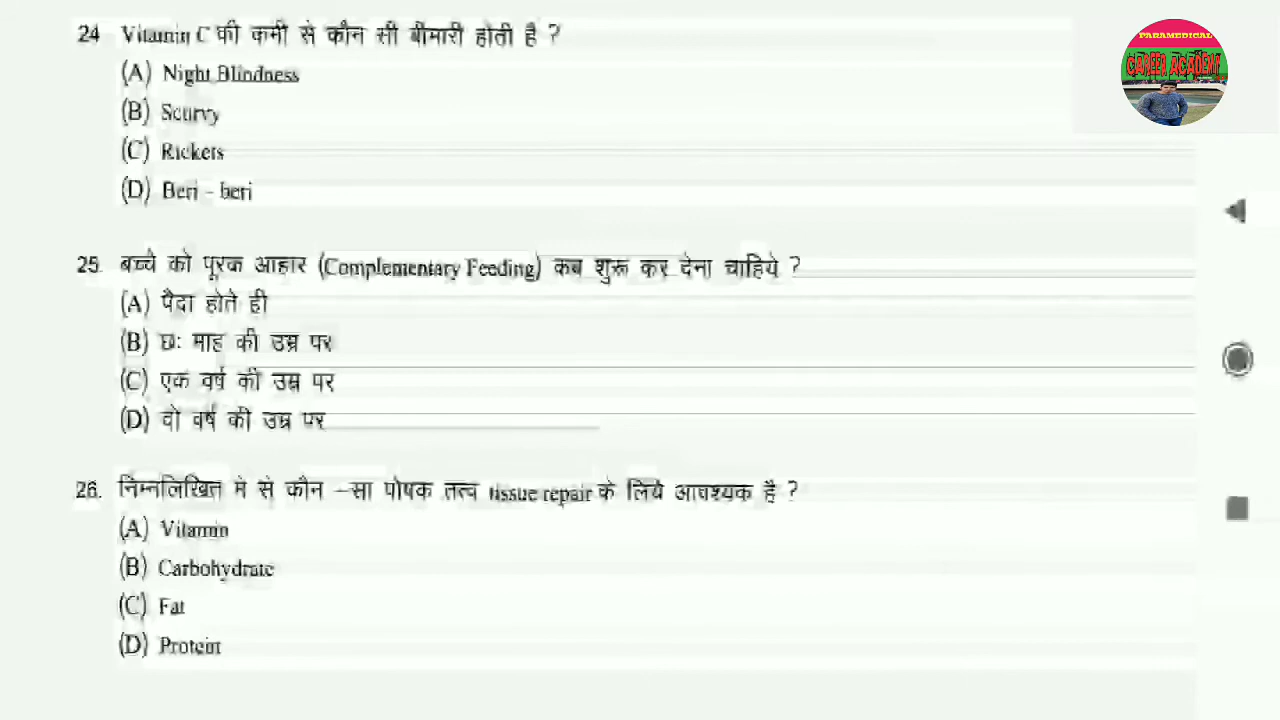 PARAMEDICAL
CAREER ACADEMY
24 Vitamin C की कमी से कौन सी बीमारी होती है ?
(A) Night Blindness
(B) Scurvy
(C) Rickets
(D) Beri - beri
25. बच्चे को पूरक आहार (Complementary Feeding) कब शुरू कर देना चाहिये ?
(A) पैदा होते ही
(B) छः माह की उम्र पर
(C) एक वर्ष की उम्र पर
(D) दो वर्ष की उम्र पर
26. निम्नलिखित मे से कौन -सा पोषक तत्व tissue repair के लिये आवश्यक है ?
(A) Vitamin
(B) Carbohydrate
(C) Fat
(D) Protein